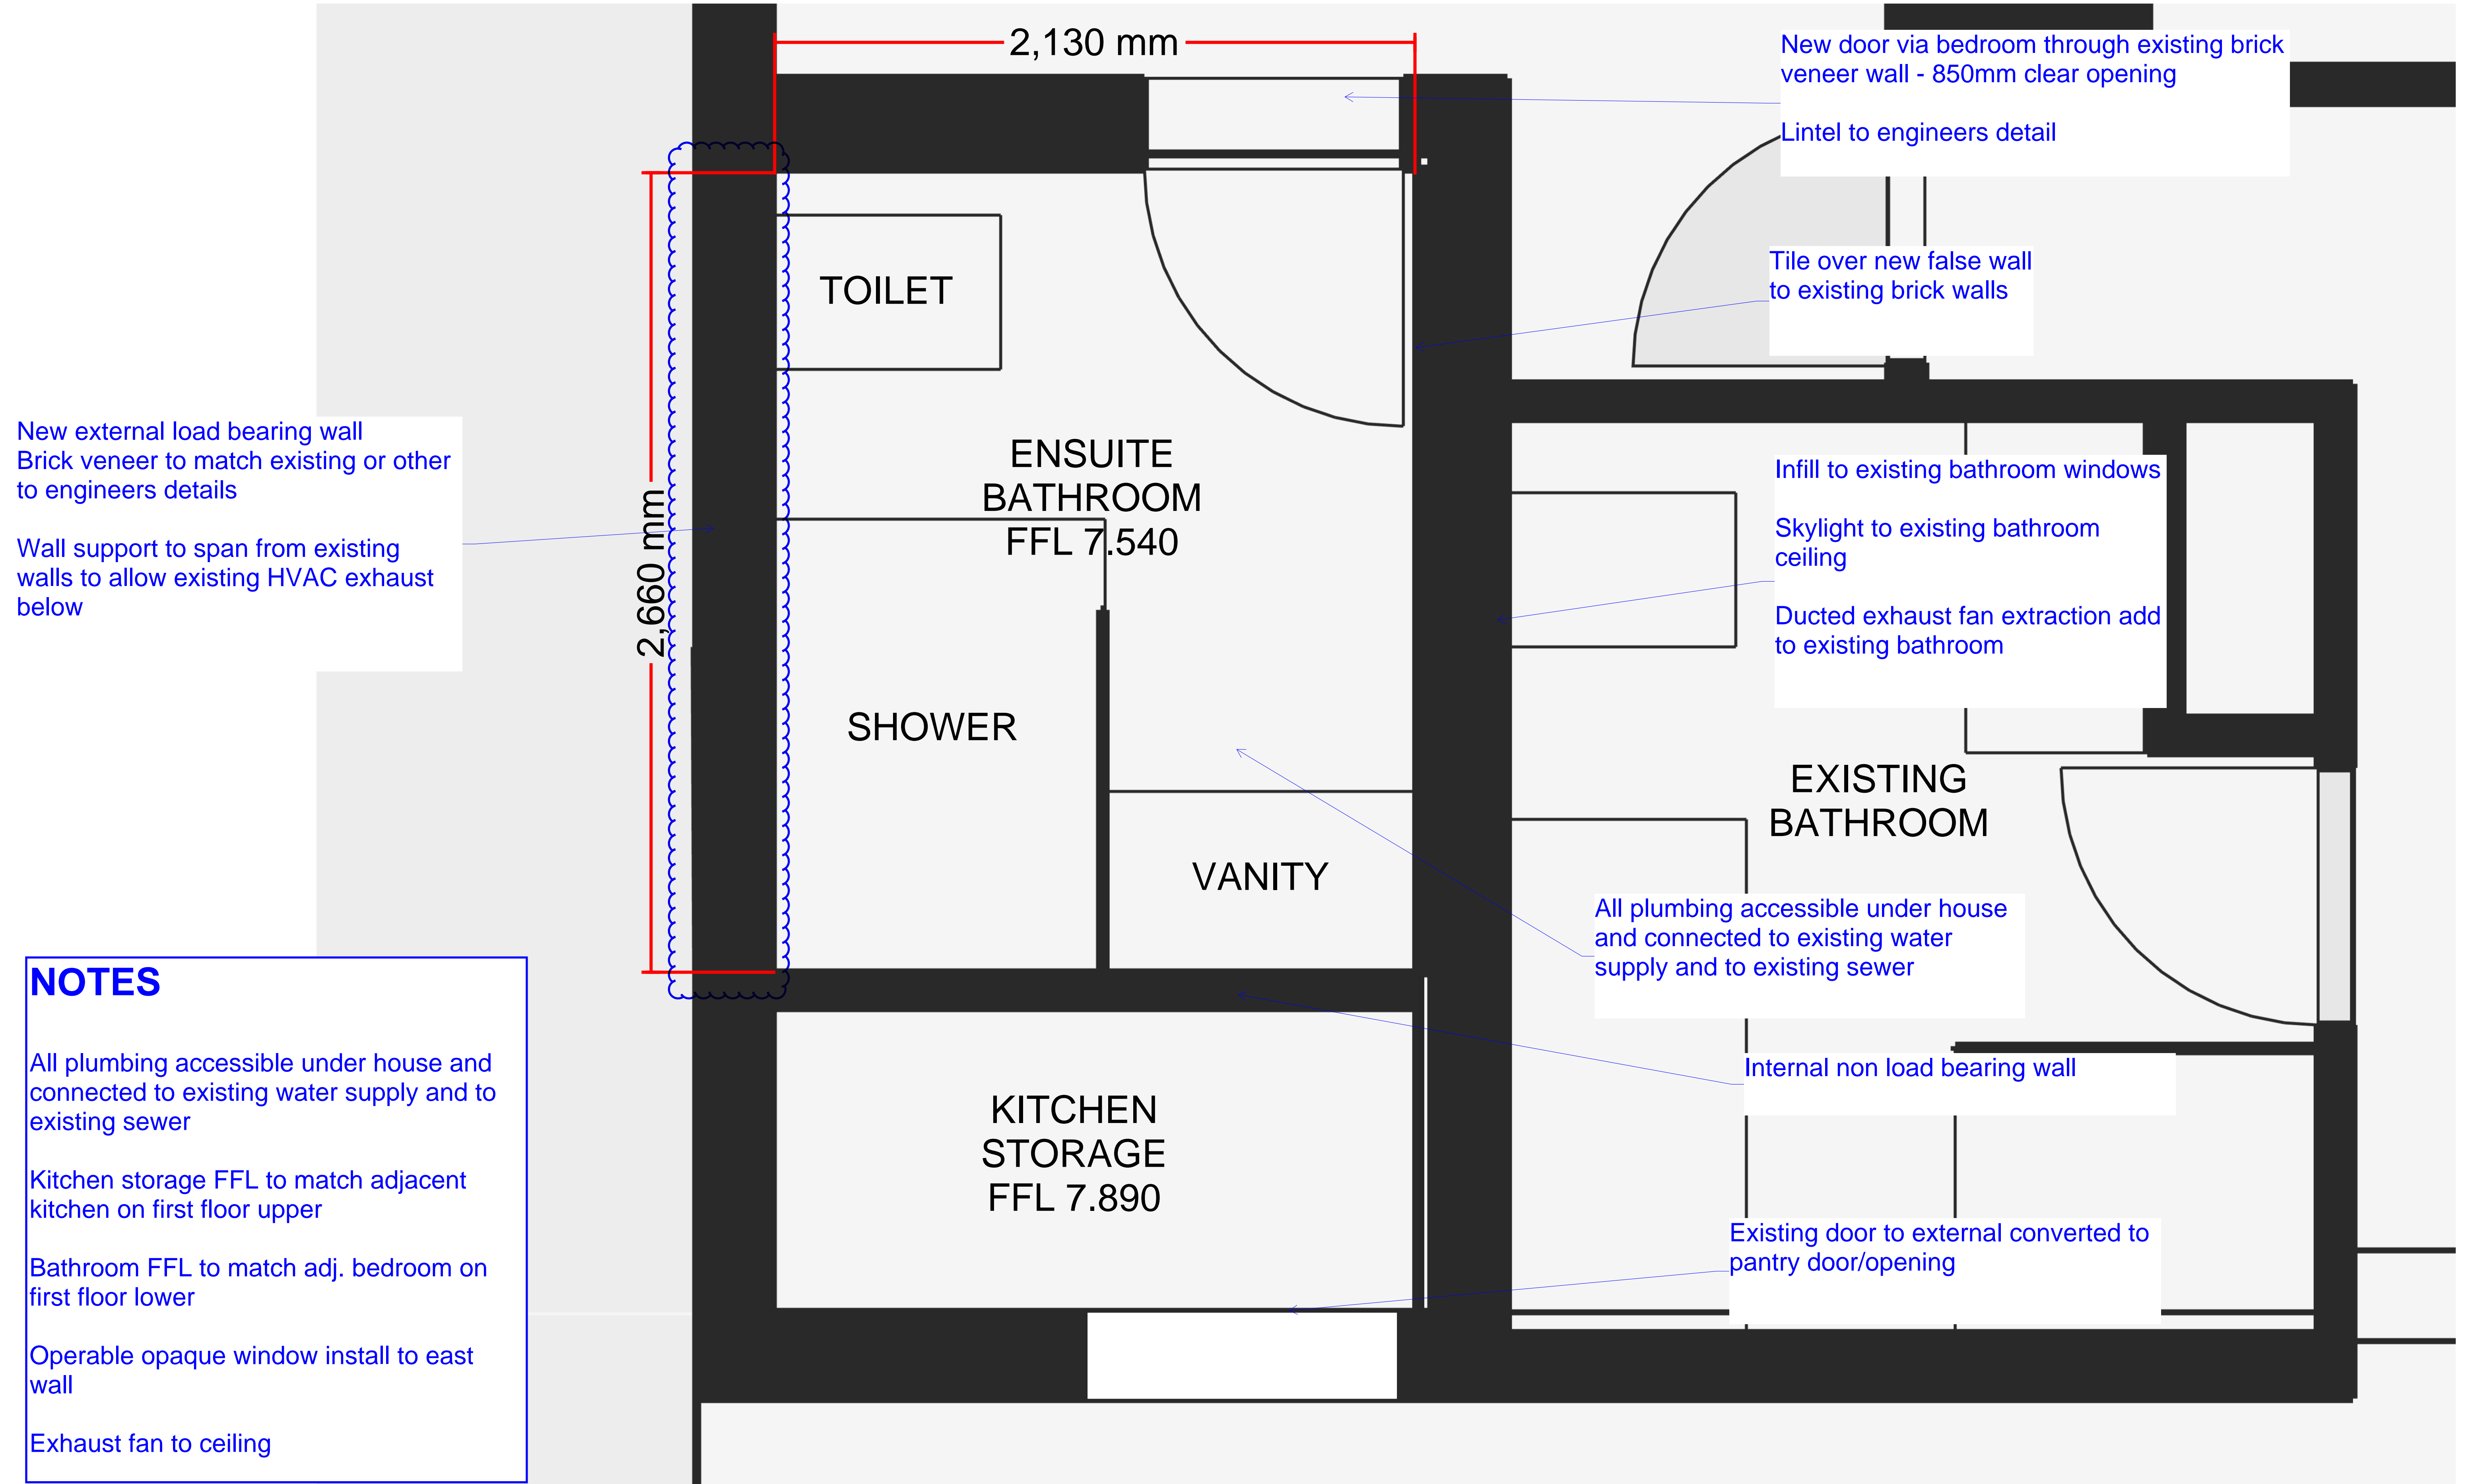 2,130 mm
New door via bedroom through existing brick
veneer wall - 850mm clear opening
Lintel to engineers detail
Tile over new false wall
to existing brick walls
TOILET
New external load bearing wall
Brick veneer to match existing or other
to engineers details
Wall support to span from existing
walls to allow existing HVAC exhaust
below
2,660 mm
ENSUITE
BATHROOM
FFL 7.540
Infill to existing bathroom windows
Skylight to existing bathroom
ceiling
Ducted exhaust fan extraction add
to existing bathroom
SHOWER
EXISTING
BATHROOM
VANITY
All plumbing accessible under house
and connected to existing water
supply and to existing sewer
Internal non load bearing wall
KITCHEN
STORAGE
FFL 7.890
Existing door to external converted to
pantry door/opening
NOTES
All plumbing accessible under house and
connected to existing water supply and to
existing sewer
Kitchen storage FFL to match adjacent
kitchen on first floor upper
Bathroom FFL to match adj. bedroom on
first floor lower
Operable opaque window install to east
wall
Exhaust fan to ceiling